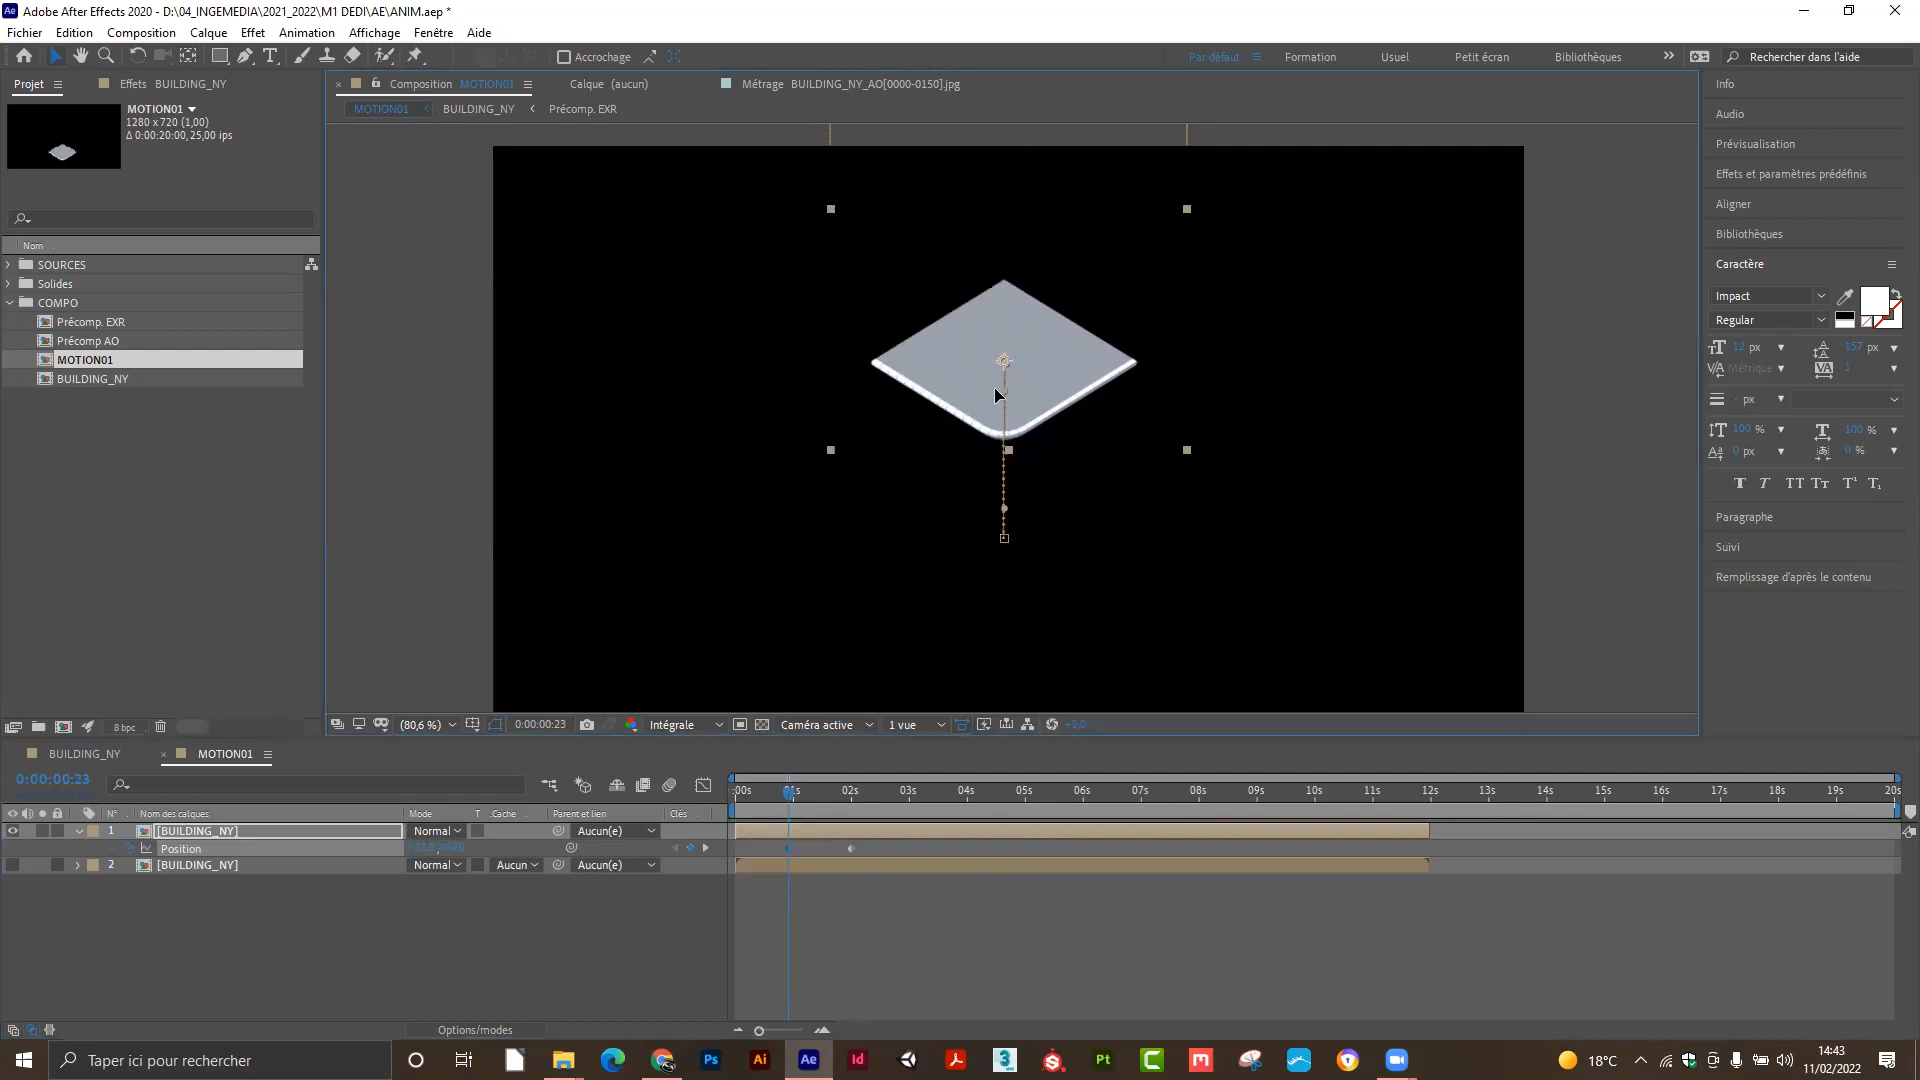 Adobe After Effects 2020 - D:\04_INGEMEDIA\2021_2022\M1 DEDI\AE\ANIM.aep *
Fichier Edition Composition Calque Effet Animation Affichage Fenêtre Aide
Accrochage
Par défaut Formation Usuel Petit écran Bibliothèques
Rechercher dans l'aide
Projet
Effets BUILDING_NY
Composition MOTION01
Calque (aucun)
Métrage BUILDING_NY_AO[0000-0150].jpg
MOTION01 BUILDING_NY Précomp. EXR
MOTION01
1280 x 720 (1,00)
Δ 0:00:20:00, 25,00 ips
Nom
SOURCES
Solides
COMPO
Précomp. EXR
Précomp AO
MOTION01
BUILDING_NY
8 bpc
(80,6 %) 0:00:00:23 Intégrale Caméra active 1 vue +0,0
Info
Audio
Prévisualisation
Effets et paramètres prédéfinis
Aligner
Bibliothèques
Caractère
Impact
Regular
12 px 157 px
Métrique 1
- px
100 % 100 %
0 px 0 %
Paragraphe
Suivi
Remplissage d'après le contenu
BUILDING_NY MOTION01
0:00:00:23
N° Nom des calques Mode T .Cache Parent et lien Clés
1 [BUILDING_NY] Normal Aucun(e)
Position
2 [BUILDING_NY] Normal Aucun Aucun(e)
:00s 01s 02s 03s 04s 05s 06s 07s 08s 09s 10s 11s 12s 13s 14s 15s 16s 17s 18s 19s 20s
Options/modes
Taper ici pour rechercher
18°C
14:43
11/02/2022